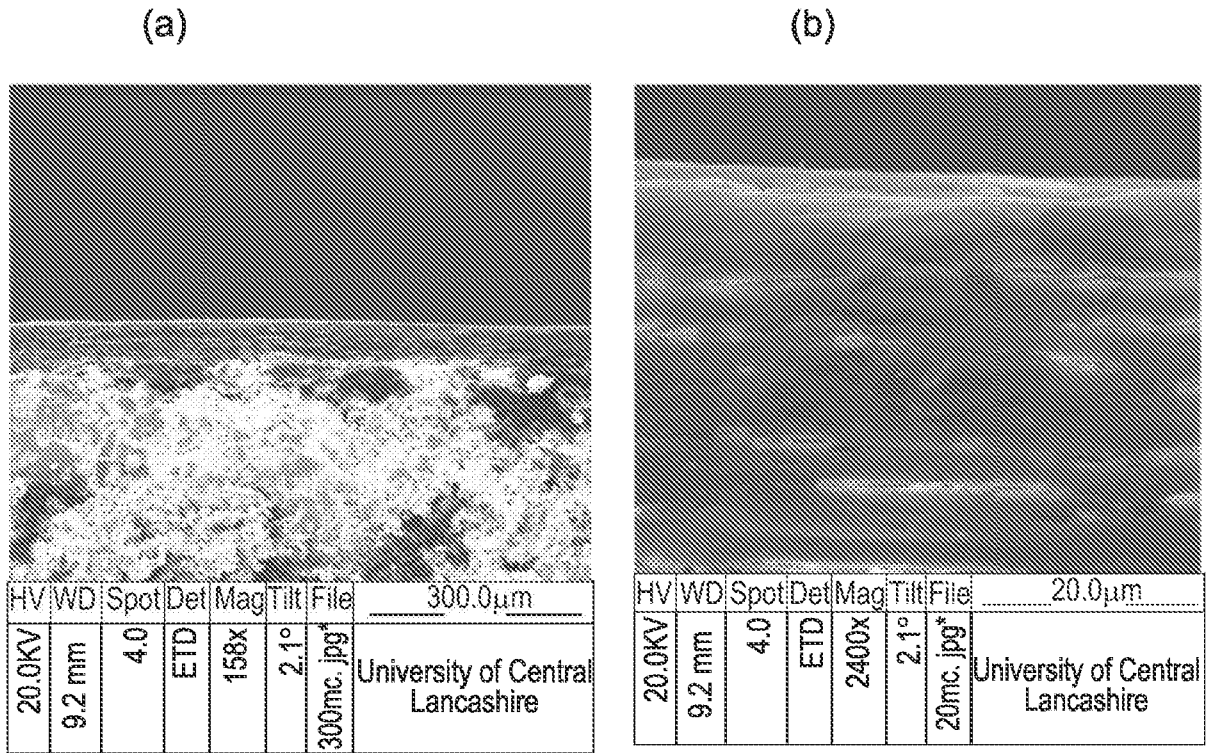 (a)
(b)
HV WD Spot Det Mag Tilt File 300.0µm
20.0KV 9.2 mm 4.0 ETD 158x 2.1° 300mc. jpg* University of Central
Lancashire
HV WD Spot Det Mag Tilt File 20.0µm
20.0KV 9.2 mm 4.0 ETD 2400x 2.1° 20mc. jpg* University of Central
Lancashire